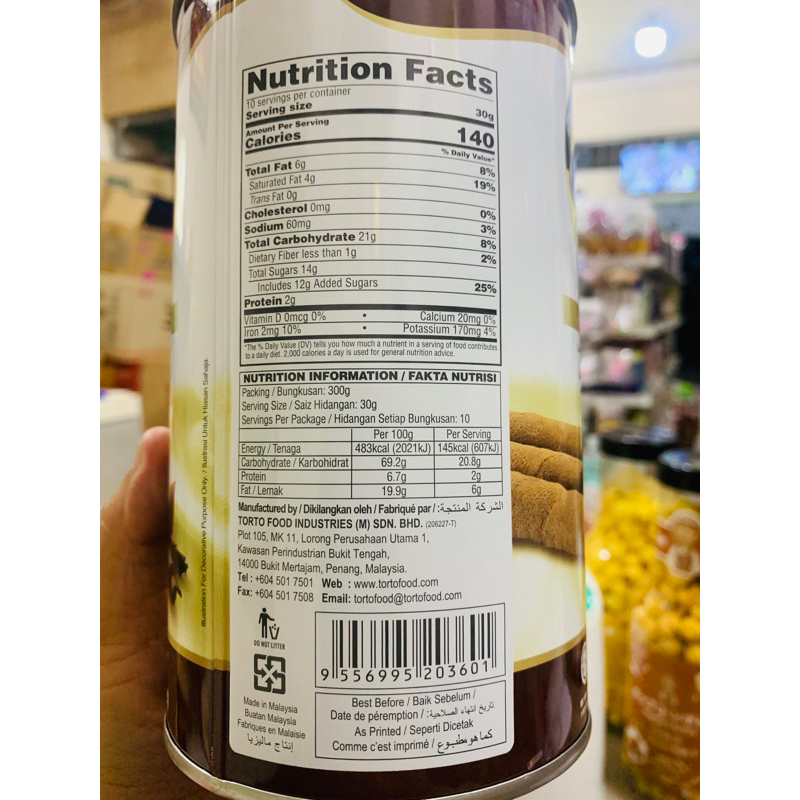 Nutrition Facts
10 servings per container
Serving size 30g
Amount Per Serving
Calories 140
% Daily Value*
Total Fat 6g 8%
Saturated Fat 4g 19%
Trans Fat 0g
Cholesterol 0mg 0%
Sodium 60mg 3%
Total Carbohydrate 21g 8%
Dietary Fiber less than 1g 2%
Total Sugars 14g
Includes 12g Added Sugars 25%
Protein 2g
Vitamin D 0mcg 0% • Calcium 20mg 0%
Iron 2mg 10% • Potassium 170mg 4%
*The % Daily Value (DV) tells you how much a nutrient in a serving of food contributes
to a daily diet. 2,000 calories a day is used for general nutrition advice.
NUTRITION INFORMATION / FAKTA NUTRISI
Packing / Bungkusan: 300g
Serving Size / Saiz Hidangan: 30g
Servings Per Package / Hidangan Setiap Bungkusan: 10
Per 100g Per Serving
Energy / Tenaga 483kcal (2021kJ) 145kcal (607kJ)
Carbohydrate / Karbohidrat 69.2g 20.8g
Protein 6.7g 2g
Fat / Lemak 19.9g 6g
Manufactured by / Dikilangkan oleh / Fabriqué par / الشركة المنتجة:
TORTO FOOD INDUSTRIES (M) SDN. BHD. (206227-T)
Plot 105, MK 11, Lorong Perusahaan Utama 1,
Kawasan Perindustrian Bukit Tengah,
14000 Bukit Mertajam, Penang, Malaysia.
Tel : +604 501 7501 Web : www.tortofood.com
Fax: +604 501 7508 Email: tortofood@tortofood.com
DO NOT LITTER
Made in Malaysia
Buatan Malaysia
Fabriques en Malaisie
إنتاج ماليزيا
9 556995 203601
Best Before / Baik Sebelum /
Date de péremption / تاريخ انتهاء الصلاحية:
As Printed / Seperti Dicetak
Comme c'est imprimé / كما هو مطبوع
Illustration For Decorative Purpose Only. / Ilustrasi Untuk Hiasan Sahaja.